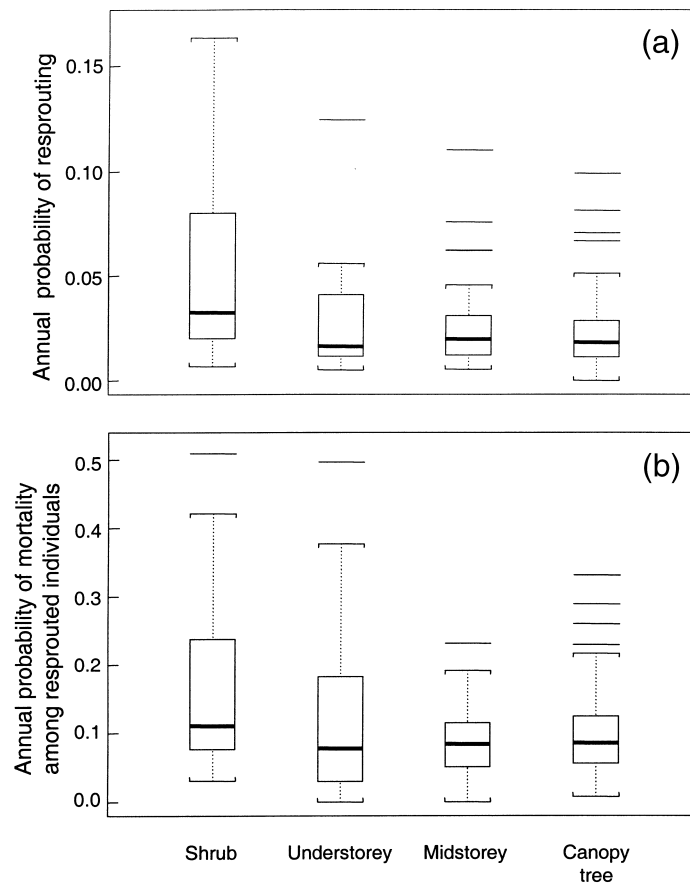 (a)
Annual probability of resprouting
0.15
0.10
0.05
0.00
(b)
Annual probability of mortality
among resprouted individuals
0.5
0.4
0.3
0.2
0.1
0.0
Shrub
Understorey
Midstorey
Canopy
tree